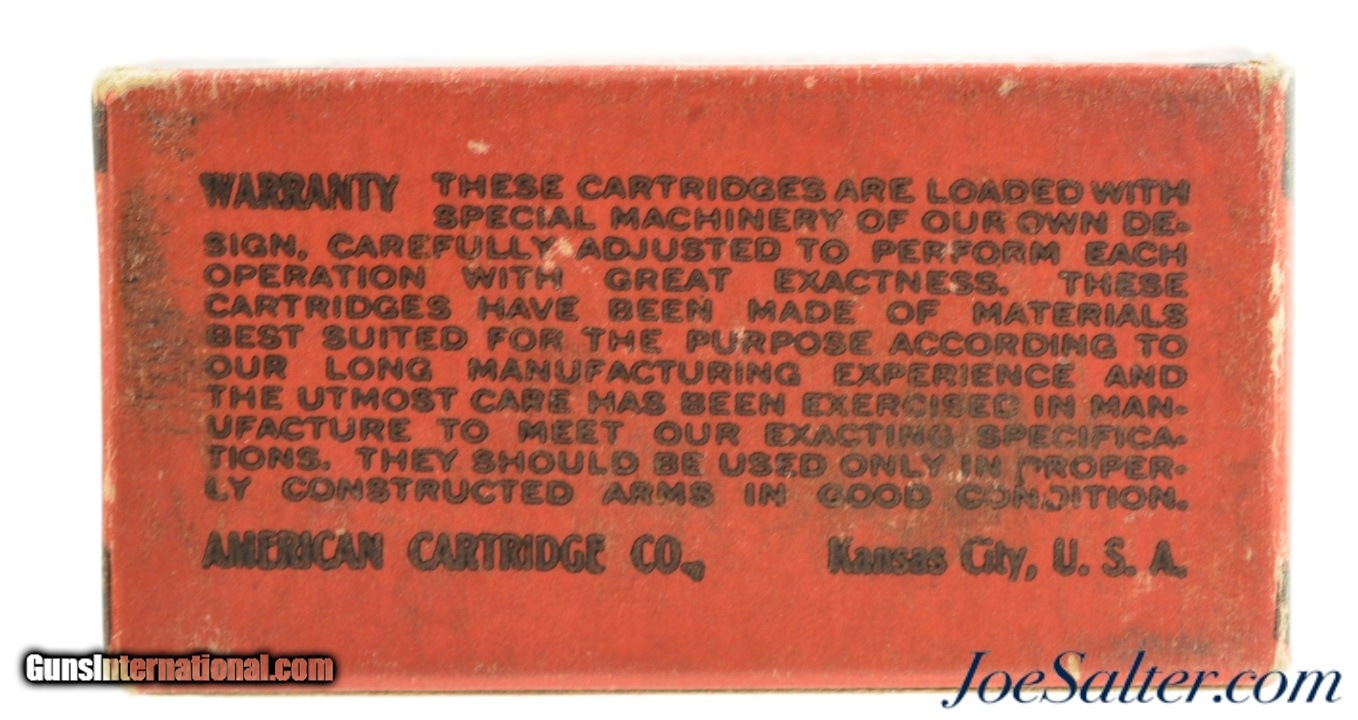 WARRANTY THESE CARTRIDGES ARE LOADED WITH
SPECIAL MACHINERY OF OUR OWN DE-
SIGN, CAREFULLY ADJUSTED TO PERFORM EACH
OPERATION WITH GREAT EXACTNESS. THESE
CARTRIDGES HAVE BEEN MADE OF MATERIALS
BEST SUITED FOR THE PURPOSE ACCORDING TO
OUR LONG MANUFACTURING EXPERIENCE AND
THE UTMOST CARE HAS BEEN EXERCISED IN MAN-
UFACTURE TO MEET OUR EXACTING SPECIFICA-
TIONS. THEY SHOULD BE USED ONLY IN PROPER-
LY CONSTRUCTED ARMS IN GOOD CONDITION.
AMERICAN CARTRIDGE CO., Kansas City, U. S. A.
GunsInternational.com
JoeSalter.com